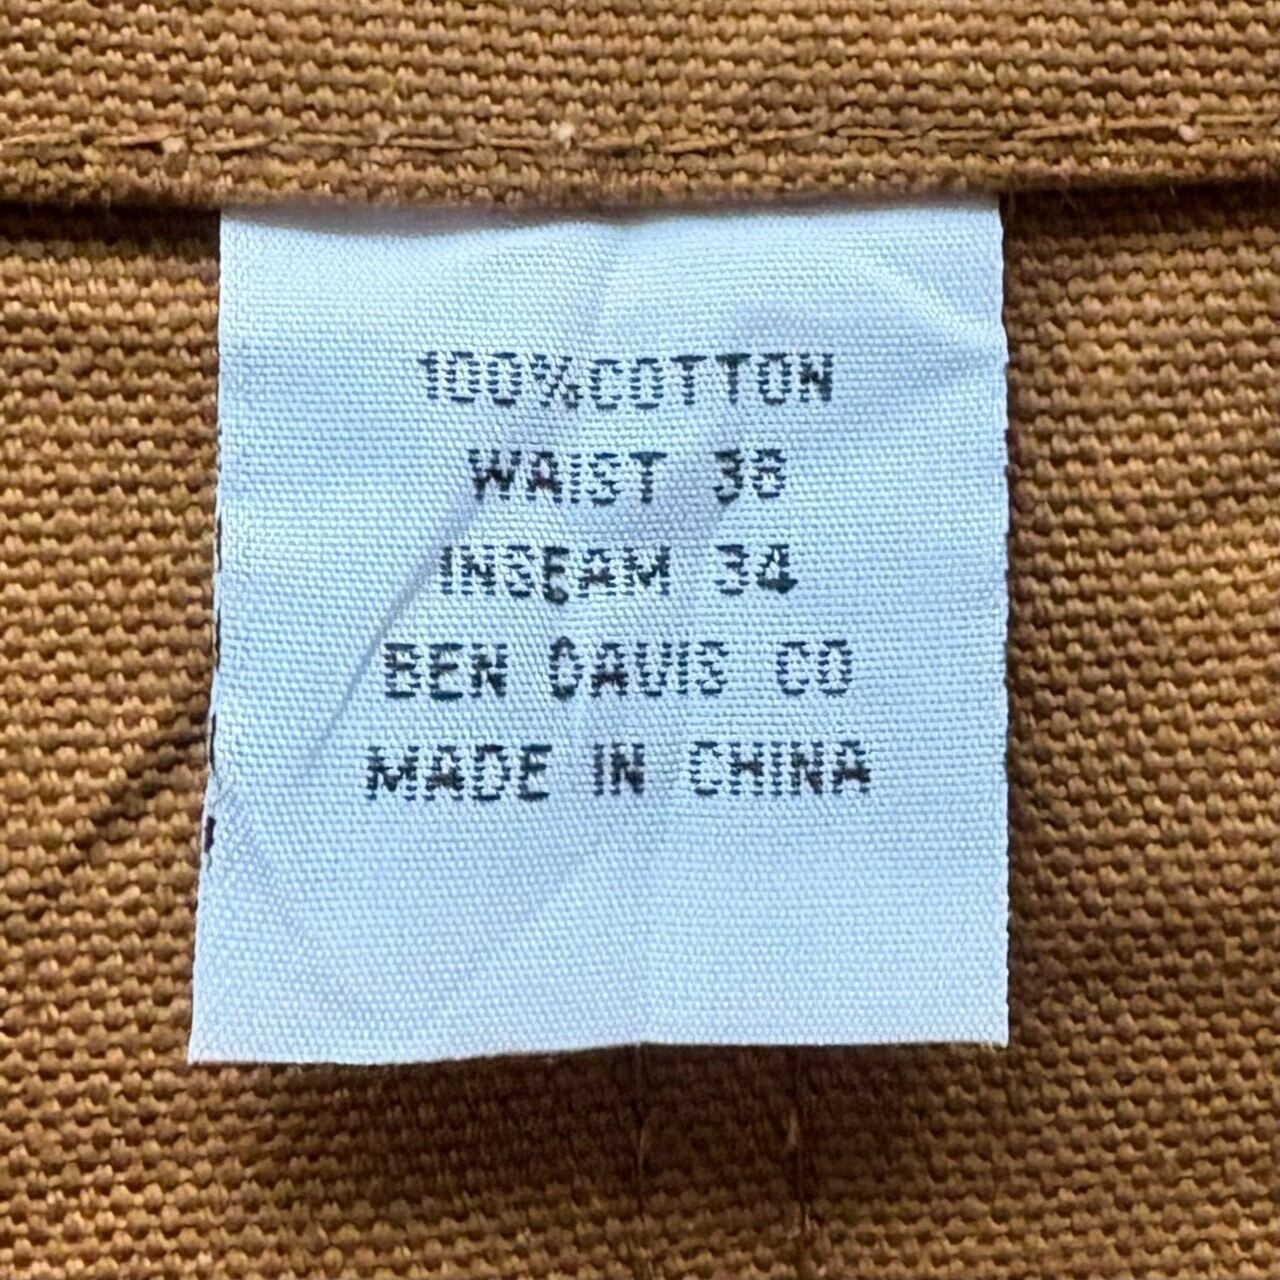 100%COTTON
WAIST 38
INSEAM 34
BEN DAVIS CO
MADE IN CHINA